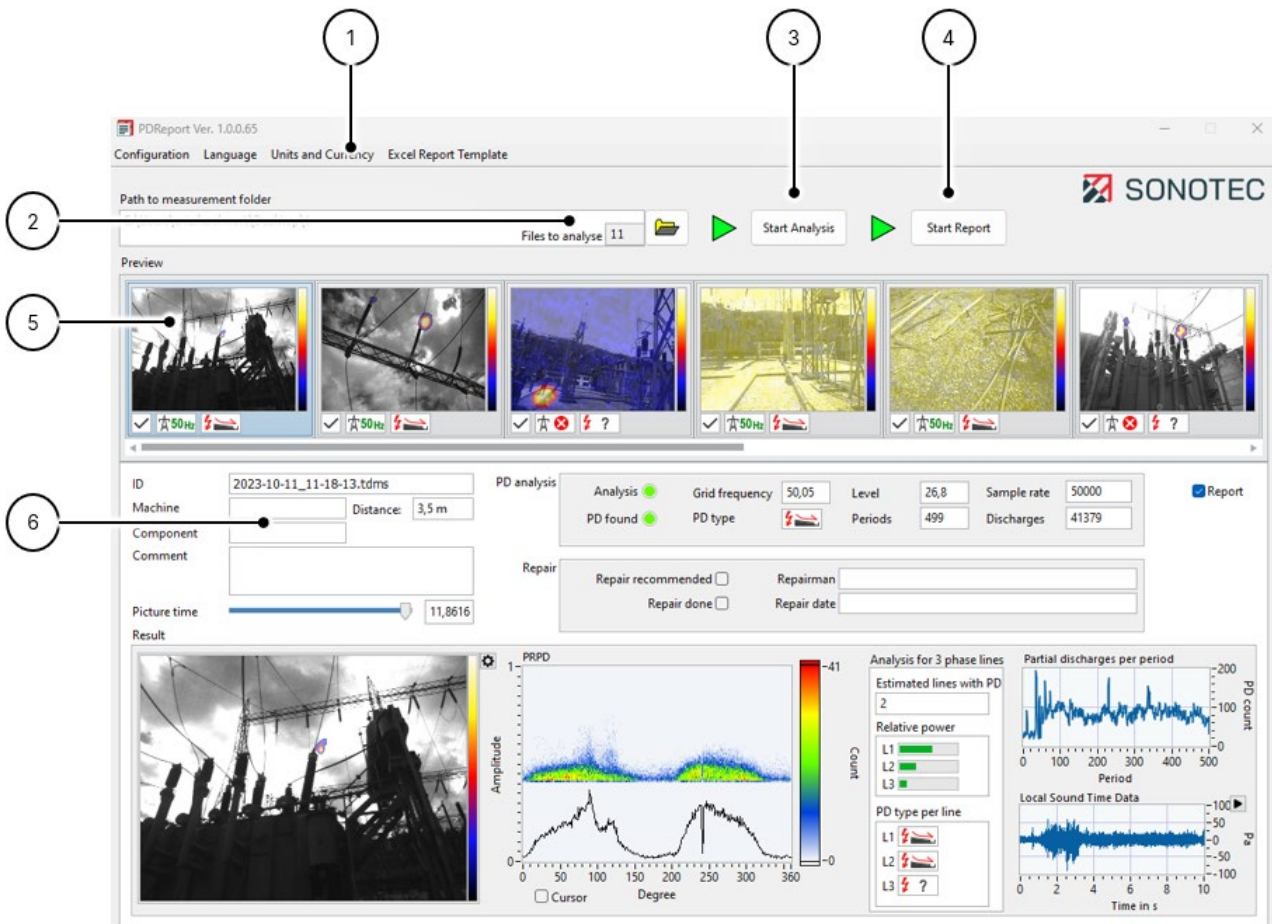 1
3
4
PDReport Ver. 1.0.0.65
Configuration Language Units and Currency Excel Report Template
SONOTEC
Path to measurement folder
2
Files to analyse 11
Start Analysis
Start Report
Preview
5
50Hz
50Hz
?
50Hz
50Hz
?
ID 2023-10-11_11-18-13.tdms
Machine
Distance: 3,5 m
6
Component
Comment
Picture time 11,8616
PD analysis
Analysis
Grid frequency 50,05
Level 26,8
Sample rate 50000
Report
PD found
PD type
Periods 499
Discharges 41379
Repair
Repair recommended
Repairman
Repair done
Repair date
Result
PRPD
1
Amplitude
0
0 50 100 150 200 250 300 360
Cursor
Degree
41
Count
0
Analysis for 3 phase lines
Estimated lines with PD
2
Relative power
L1
L2
L3
PD type per line
L1
L2
L3 ?
Partial discharges per period
200
100
0
PD count
0 100 200 300 400 500
Period
Local Sound Time Data
100
50
0
-50
-100
Pa
0 2 4 6 8 10
Time in s